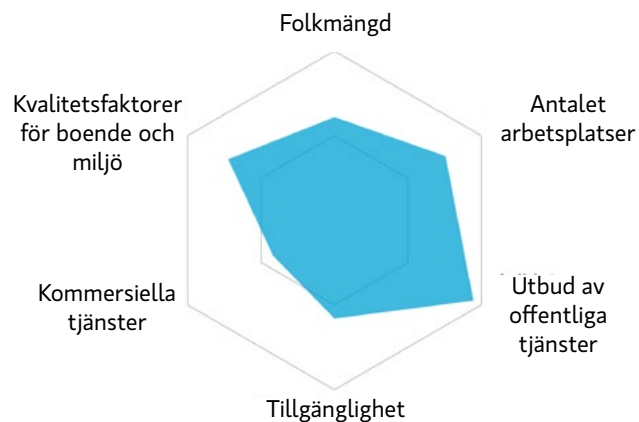 Folkmängd
Kvalitetsfaktorer
för boende och
miljö
Antalet
arbetsplatser
Kommersiella
tjänster
Utbud av
offentliga
tjänster
Tillgänglighet